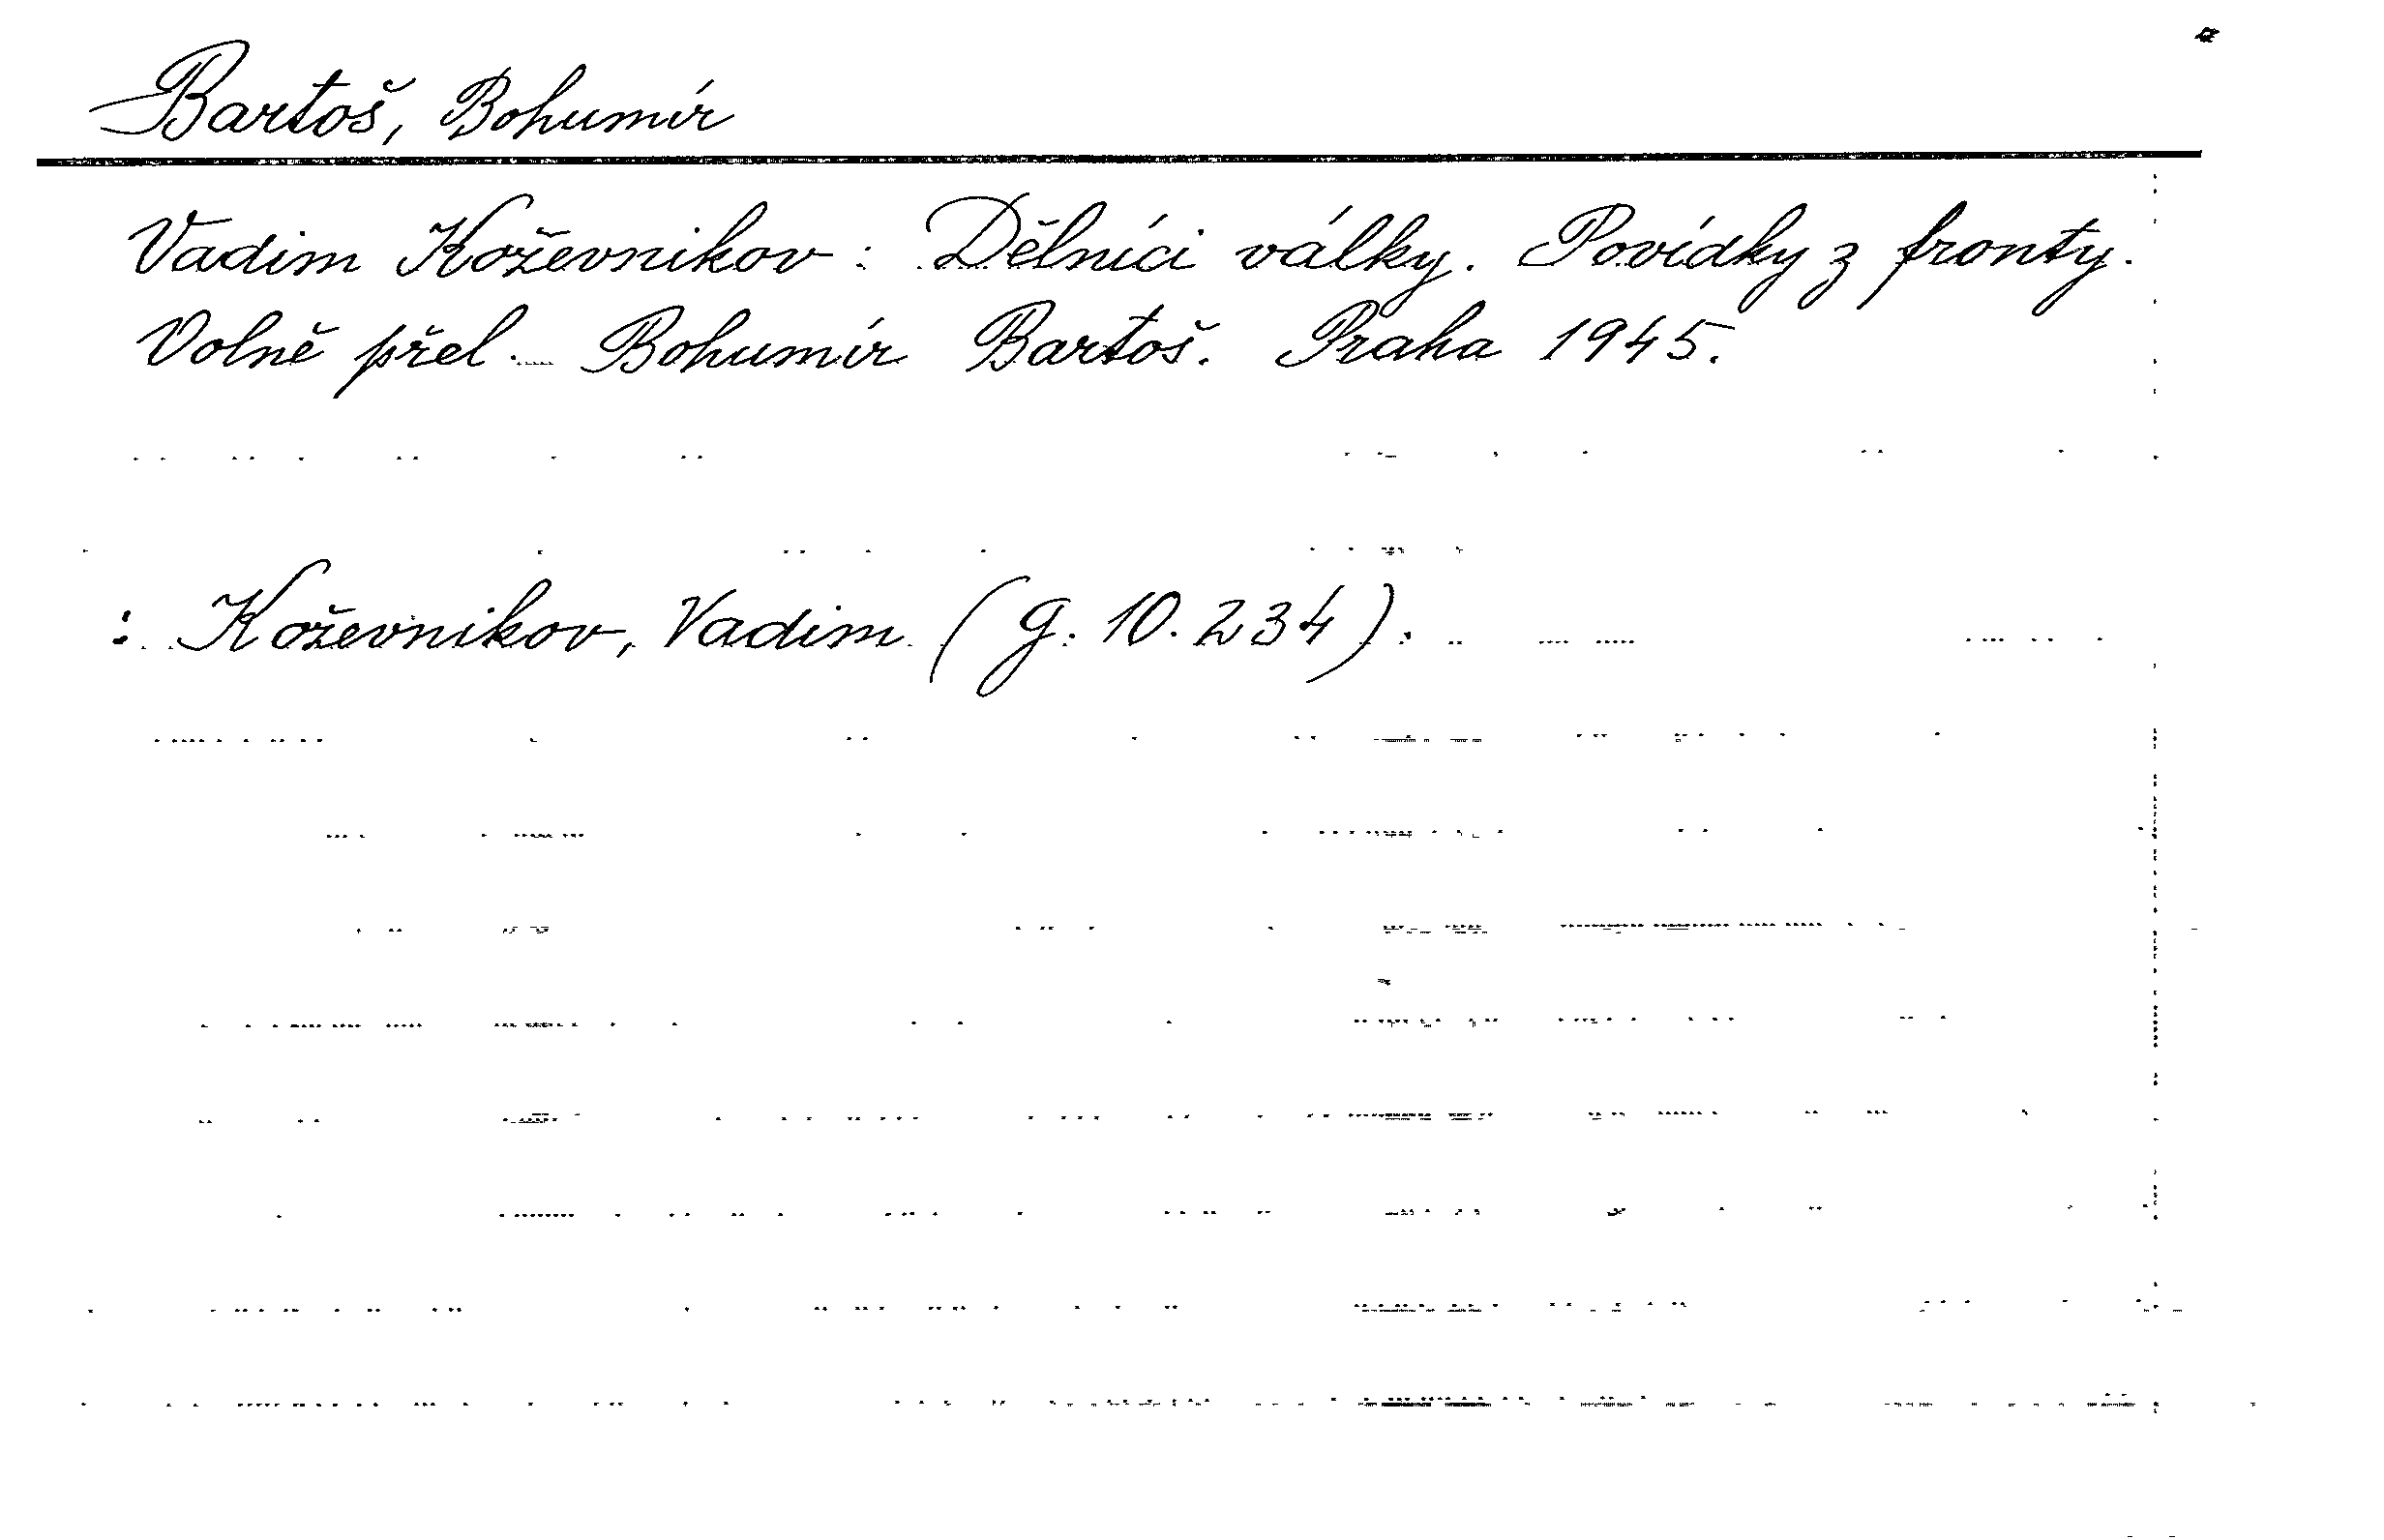 Bartoš, Bohumír
Vadim Koževnikov: Dělníci války. Povídky z fronty.
Volně přel. Bohumír Bartoš. Praha 1945.
: Koževnikov, Vadim (g. 10.234).